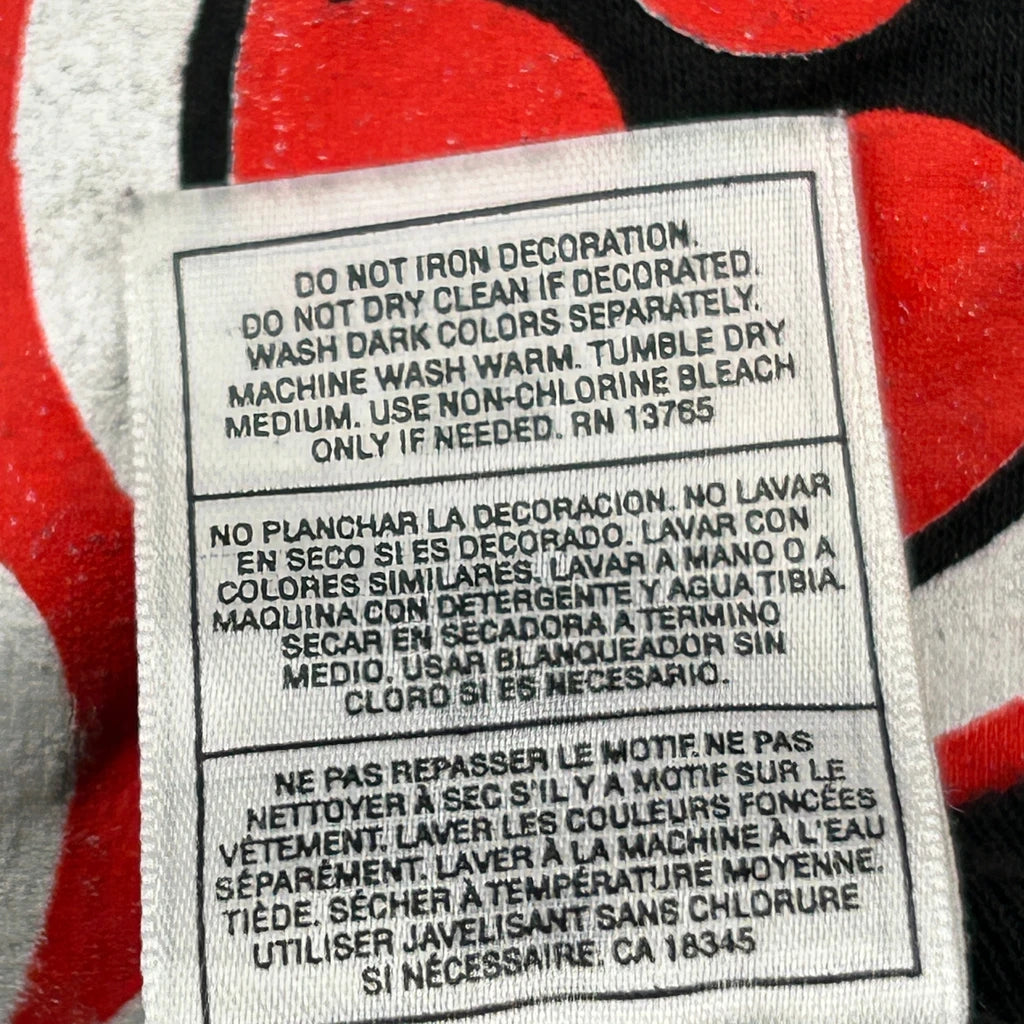 DO NOT IRON DECORATION.
DO NOT DRY CLEAN IF DECORATED.
WASH DARK COLORS SEPARATELY.
MACHINE WASH WARM. TUMBLE DRY
MEDIUM. USE NON-CHLORINE BLEACH
ONLY IF NEEDED. RN 13765
NO PLANCHAR LA DECORACION. NO LAVAR
EN SECO SI ES DECORADO. LAVAR CON
COLORES SIMILARES. LAVAR A MANO O A
MAQUINA CON DETERGENTE Y AGUA TIBIA.
SECAR EN SECADORA A TERMINO
MEDIO. USAR BLANQUEADOR SIN
CLORO SI ES NECESARIO.
NE PAS REPASSER LE MOTIF. NE PAS
NETTOYER À SEC S'IL Y A MOTIF SUR LE
VÊTEMENT. LAVER LES COULEURS FONCÉES
SÉPARÉMENT. LAVER À LA MACHINE À L'EAU
TIÈDE. SÉCHER À TEMPÉRATURE MOYENNE.
UTILISER JAVELISANT SANS CHLORURE
SI NÉCESSAIRE. CA 18345